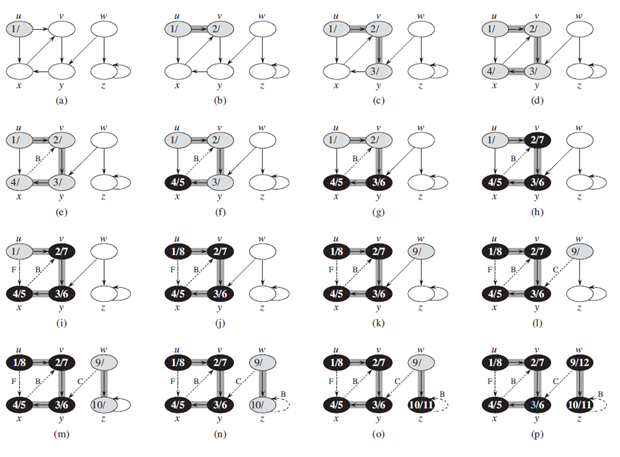 u v w u v w u v w u v w
1/ 1/ 2/ 1/ 2/ 1/ 2/
3/ 4/ 3/
x y z x y z x y z x y z
(a) (b) (c) (d)
u v w u v w u v w u v w
1/ 2/ 1/ 2/ 1/ 2/ 1/ 2/7
B B B B
4/ 3/ 4/5 3/ 4/5 3/6 4/5 3/6
x y z x y z x y z x y z
(e) (f) (g) (h)
u v w u v w u v w u v w
1/ 2/7 1/8 2/7 1/8 2/7 9/ 1/8 2/7 9/
F B F B F B F B C
4/5 3/6 4/5 3/6 4/5 3/6 4/5 3/6
x y z x y z x y z x y z
(i) (j) (k) (l)
u v w u v w u v w u v w
1/8 2/7 9/ 1/8 2/7 9/ 1/8 2/7 9/ 1/8 2/7 9/12
F B C F B C B F B C B F B C B
4/5 3/6 10/ 4/5 3/6 10/ 4/5 3/6 10/11 4/5 3/6 10/11
x y z x y z x y z x y z
(m) (n) (o) (p)